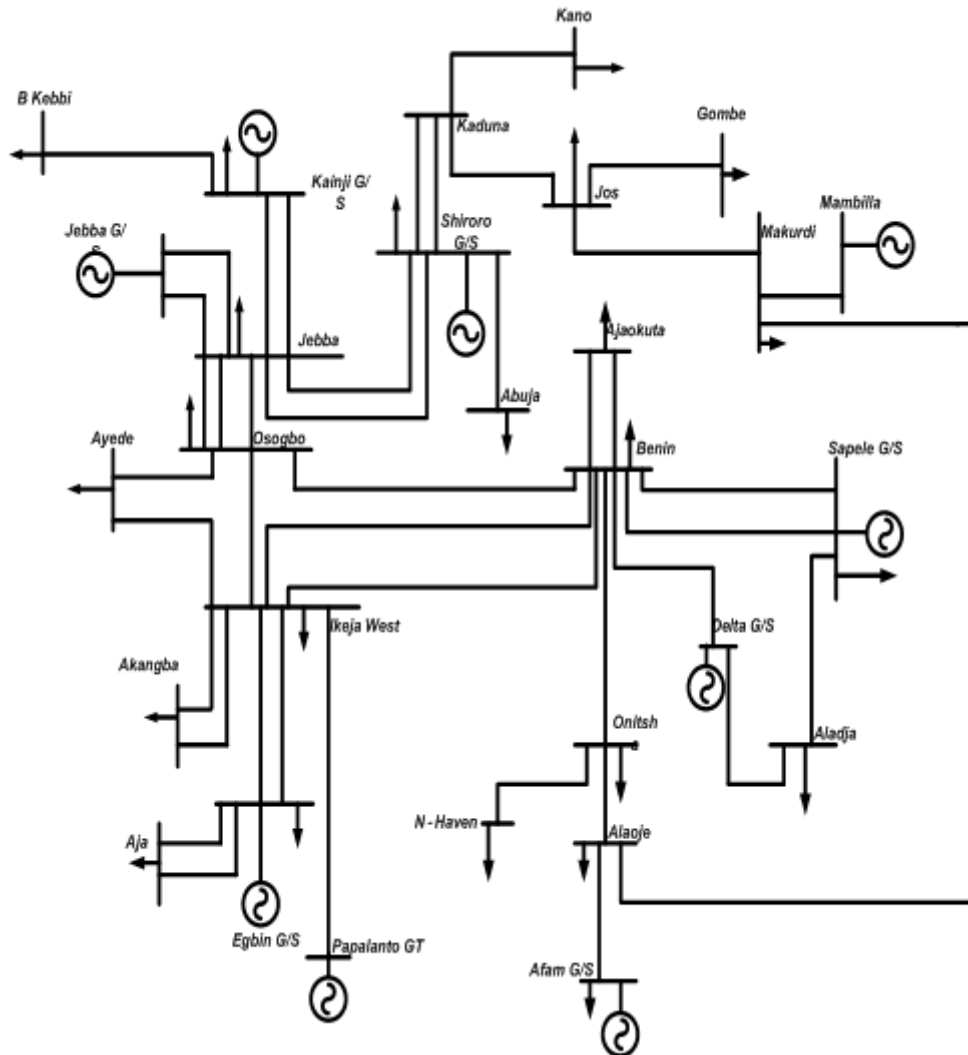 Kano
B Kebbi
Kaduna
Gombe
Kainji G/
S
Jos
Mambilla
Shiroro
G/S
Makurdi
Jebba G/
S
Ajaokuta
Jebba
Abuja
Ayede
Osogbo
Benin
Sapele G/S
Ikeja West
Delta G/S
Akangba
Onitsh
a
Aladja
N - Haven
Alaoje
Aja
Egbin G/S
Papalanto GT
Afam G/S